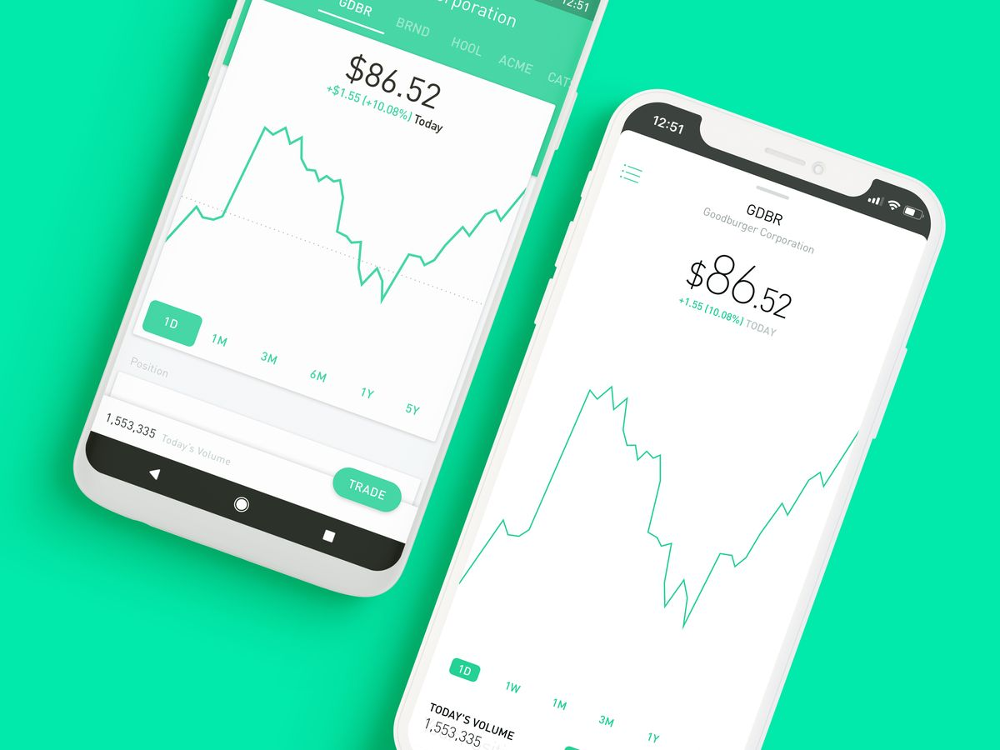 12:51
GDBR BRND HOOL ACME
$86.52
+$1.55 (+10.08%) Today
1D 1M 3M 6M 1Y 5Y
Position
1,553,335 Today's Volume
TRADE
12:51
GDBR
Goodburger Corporation
$86.52
+1.55 (10.08%) TODAY
1D 1W 1M 3M 1Y
TODAY'S VOLUME
1,553,335